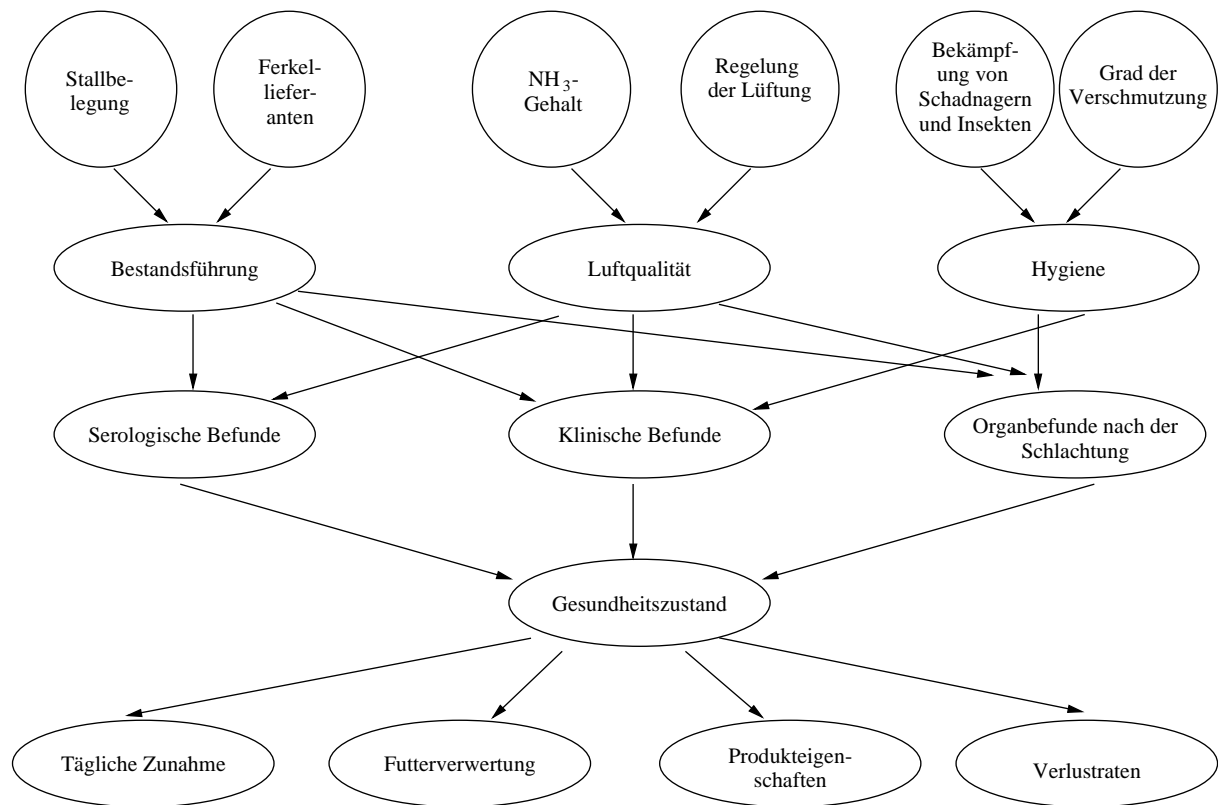 Stallbe-
legung
Ferkel-
liefer-
anten
NH3-
Gehalt
Regelung
der Lüftung
Bekämpf-
ung von
Schadnagern
und Insekten
Grad der
Verschmutzung
Bestandsführung
Luftqualität
Hygiene
Serologische Befunde
Klinische Befunde
Organbefunde nach der
Schlachtung
Gesundheitszustand
Tägliche Zunahme
Futterverwertung
Produkteigen-
schaften
Verlustraten